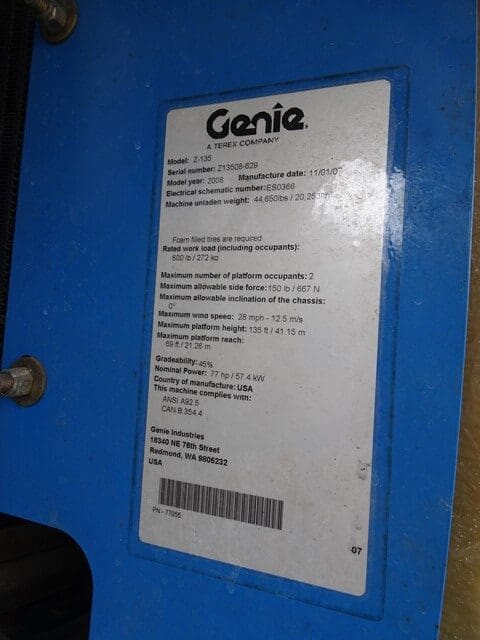 Genie
A TEREX COMPANY
Model: Z-135
Serial number: Z13508-629
Model year: 2008 Manufacture date: 11/01/07
Electrical schematic number: ES0366
Machine unladen weight: 44,650lbs /
Foam filled tires are required
Rated work load (including occupants):
600 lb / 272 kg
Maximum number of platform occupants: 2
Maximum allowable side force: 150 lb / 667 N
Maximum allowable inclination of the chassis:
0°
Maximum wind speed: 28 mph - 12.5 m/s
Maximum platform height: 135 ft / 41.15 m
Maximum platform reach:
69 ft / 21.26 m
Gradeability: 45%
Nominal Power: 77 hp / 57.4 kW
Country of manufacture: USA
This machine complies with:
ANSI A92.5
CAN B.354.4
Genie Industries
18340 NE 76th Street
Redmond, WA 9805232
USA
PN - 77055
07